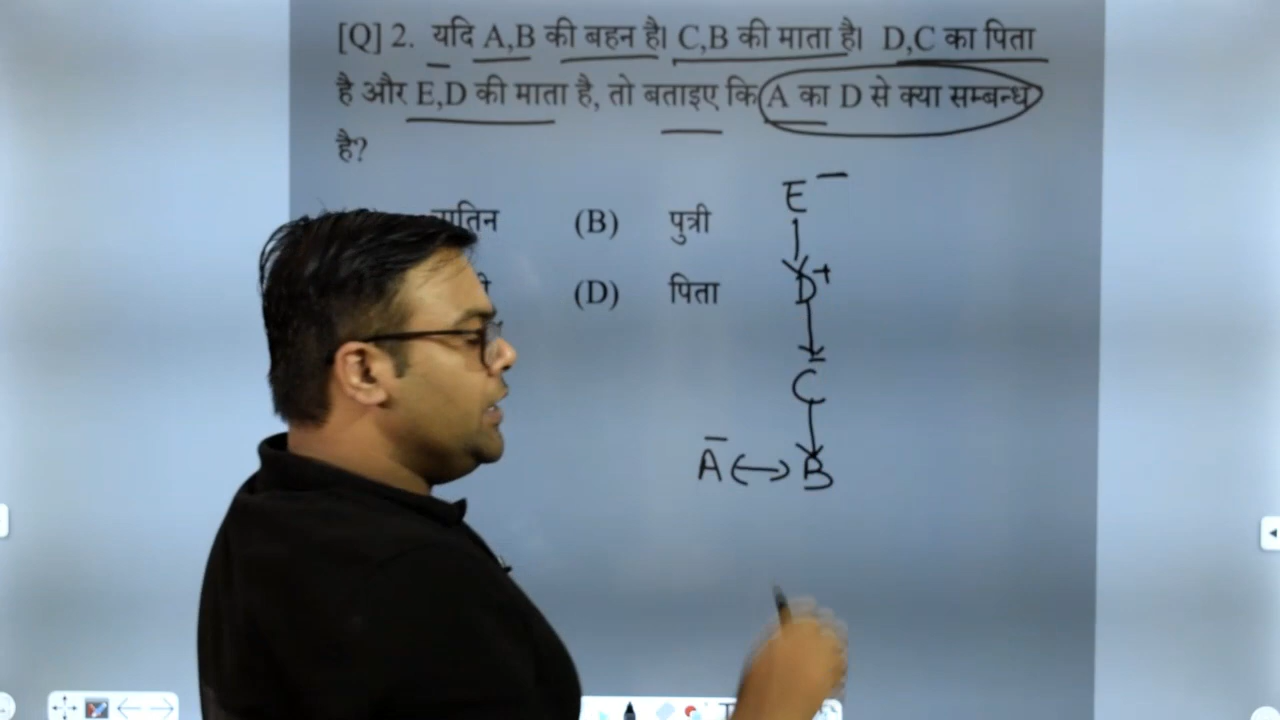 [Q] 2. यदि A,B की बहन है। C,B की माता है। D,C का पिता
है और E,D की माता है, तो बताइए कि A का D से क्या सम्बन्ध
है?
(B) पुत्री
(D) पिता
E −
D +
C −
A − ↔ B